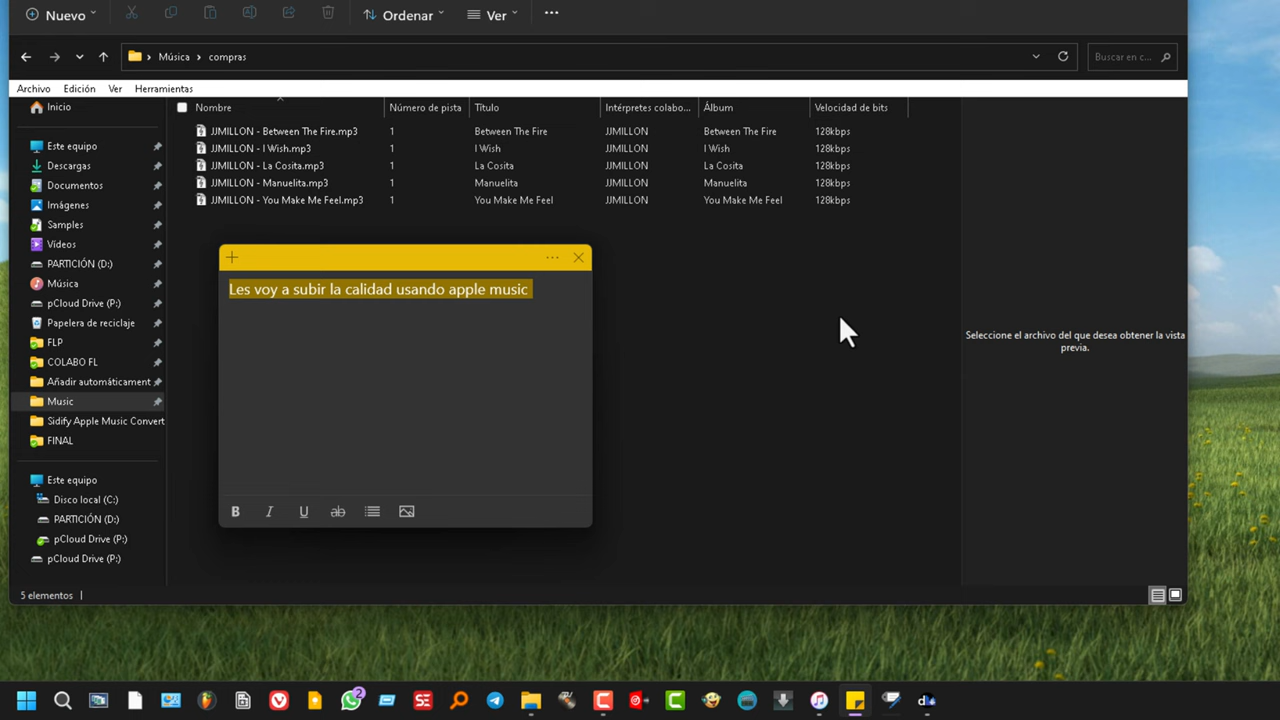 Nuevo
Ordenar
Ver
Música
compras
Buscar en c...
Archivo Edición Ver Herramientas
Nombre Número de pista Título Intérpretes colabo... Álbum Velocidad de bits
JJMILLON - Between The Fire.mp3 1 Between The Fire JJMILLON Between The Fire 128kbps
JJMILLON - I Wish.mp3 1 I Wish JJMILLON I Wish 128kbps
JJMILLON - La Cosita.mp3 1 La Cosita JJMILLON La Cosita 128kbps
JJMILLON - Manuelita.mp3 1 Manuelita JJMILLON Manuelita 128kbps
JJMILLON - You Make Me Feel.mp3 1 You Make Me Feel JJMILLON You Make Me Feel 128kbps
Inicio
Este equipo
Descargas
Documentos
Imágenes
Samples
Vídeos
PARTICIÓN (D:)
Música
pCloud Drive (P:)
Papelera de reciclaje
FLP
COLABO FL
Añadir automáticament
Music
Sidify Apple Music Convert
FINAL
Este equipo
Disco local (C:)
PARTICIÓN (D:)
pCloud Drive (P:)
pCloud Drive (P:)
Les voy a subir la calidad usando apple music
B I U ab
Seleccione el archivo del que desea obtener la vista
previa.
5 elementos
2
SE